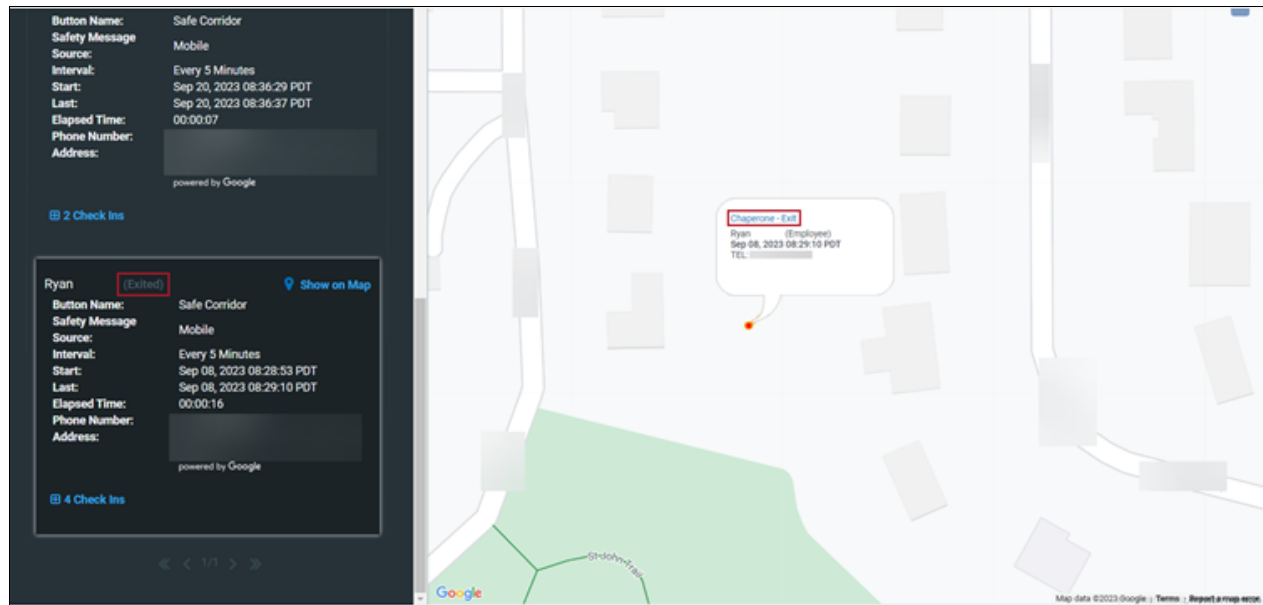 Button Name: Safe Corridor
Safety Message Source: Mobile
Interval: Every 5 Minutes
Start: Sep 20, 2023 08:36:29 PDT
Last: Sep 20, 2023 08:36:37 PDT
Elapsed Time: 00:00:07
Phone Number:
Address:
powered by Google
2 Check Ins
Ryan (Exited) Show on Map
Button Name: Safe Corridor
Safety Message Source: Mobile
Interval: Every 5 Minutes
Start: Sep 08, 2023 08:28:53 PDT
Last: Sep 08, 2023 08:29:10 PDT
Elapsed Time: 00:00:16
Phone Number:
Address:
powered by Google
4 Check Ins
1/1
Chaperone - Exit
Ryan (Employee)
Sep 08, 2023 08:29:10 PDT
TEL:
St John Trail
Google
Map data ©2023 Google Terms Report a map error